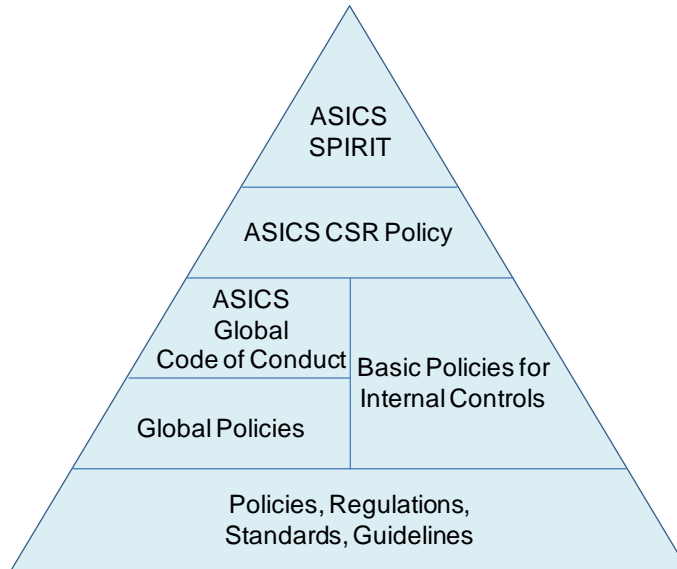 ASICS
SPIRIT
ASICS CSR Policy
ASICS
Global
Code of Conduct
Global Policies
Basic Policies for
Internal Controls
Policies, Regulations,
Standards, Guidelines